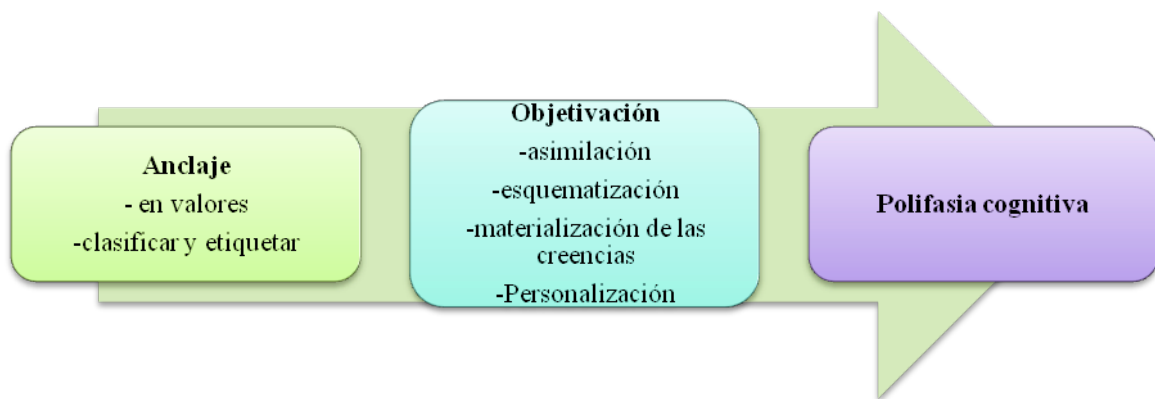 Anclaje
- en valores
-clasificar y etiquetar
Objetivación
-asimilación
-esquematización
-materialización de las
creencias
-Personalización
Polifasia cognitiva